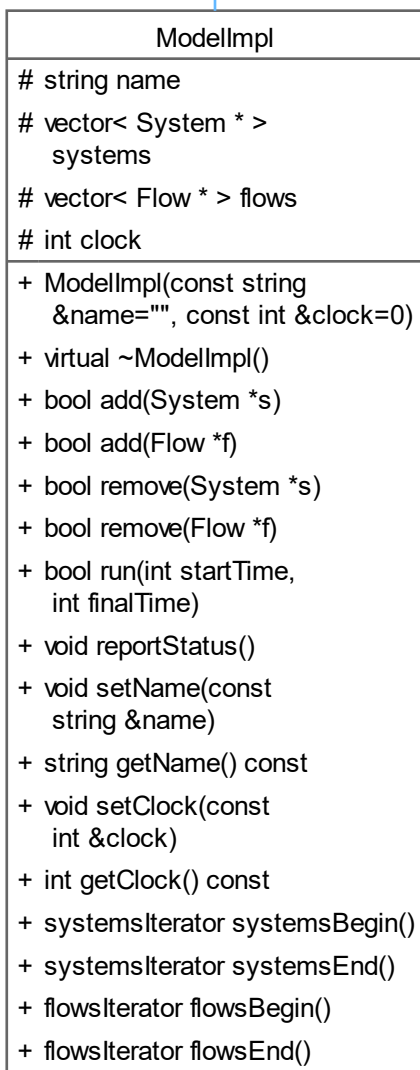 ModelImpl
# string name
# vector< System * >
systems
# vector< Flow * > flows
# int clock
+ ModelImpl(const string
&name="", const int &clock=0)
+ virtual ~ModelImpl()
+ bool add(System *s)
+ bool add(Flow *f)
+ bool remove(System *s)
+ bool remove(Flow *f)
+ bool run(int startTime,
int finalTime)
+ void reportStatus()
+ void setName(const
string &name)
+ string getName() const
+ void setClock(const
int &clock)
+ int getClock() const
+ systemsIterator systemsBegin()
+ systemsIterator systemsEnd()
+ flowsIterator flowsBegin()
+ flowsIterator flowsEnd()